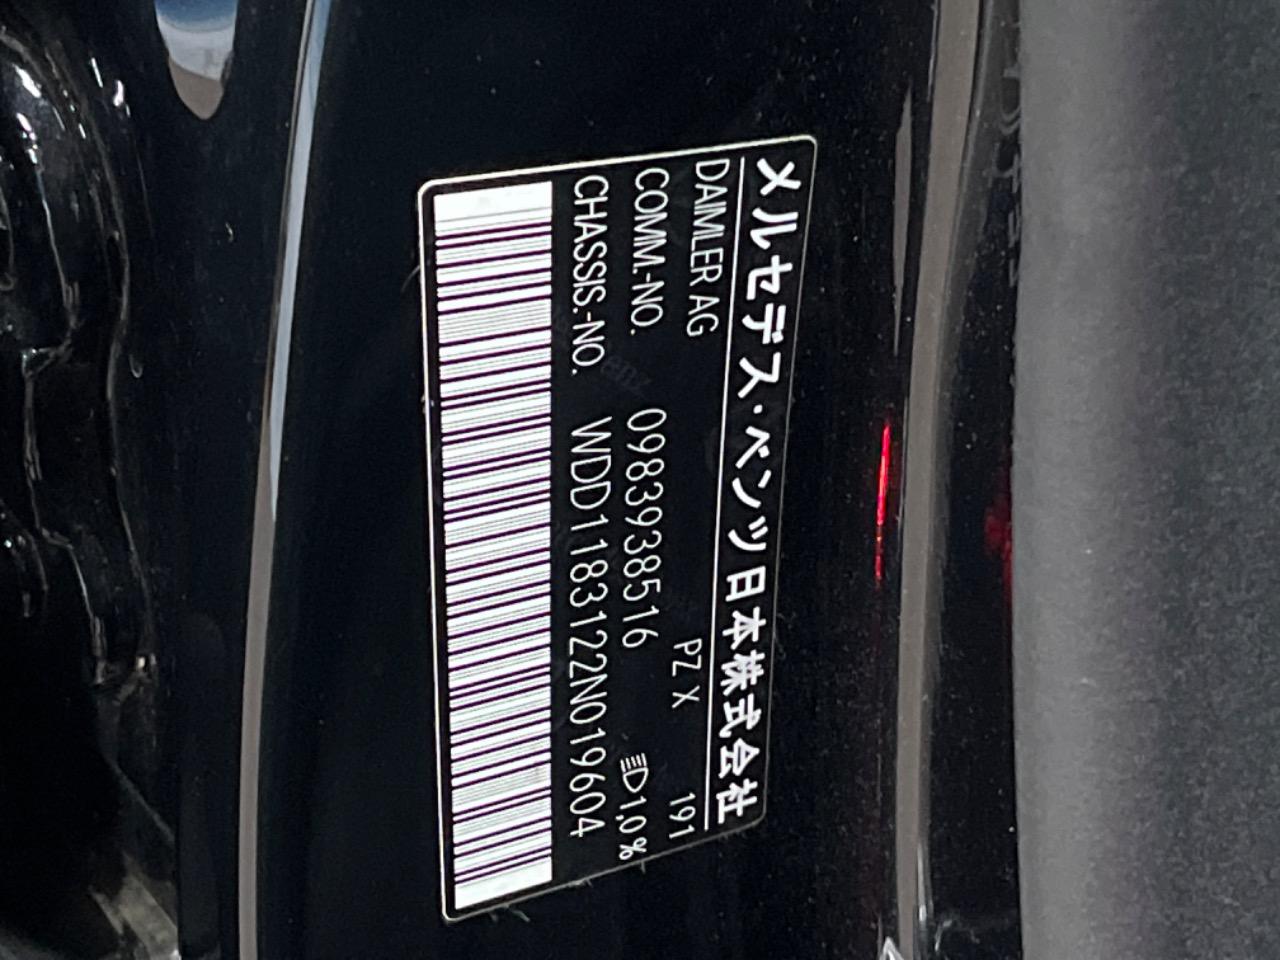 メルセデス・ベンツ日本株式会社
DAIMLER AG PZ X 191
COMM.-NO. 0983938516 1,0%
CHASSIS.-NO. WDD1183122N019604